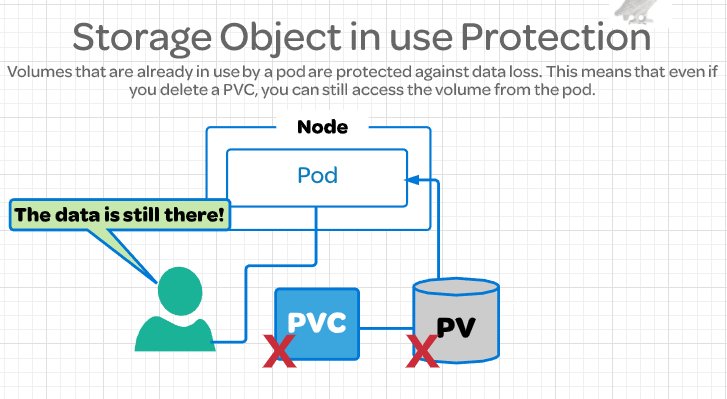 Storage Object in use Protection
Volumes that are already in use by a pod are protected against data loss. This means that even if
you delete a PVC, you can still access the volume from the pod.
Node
Pod
The data is still there!
PVC
PV
X
X